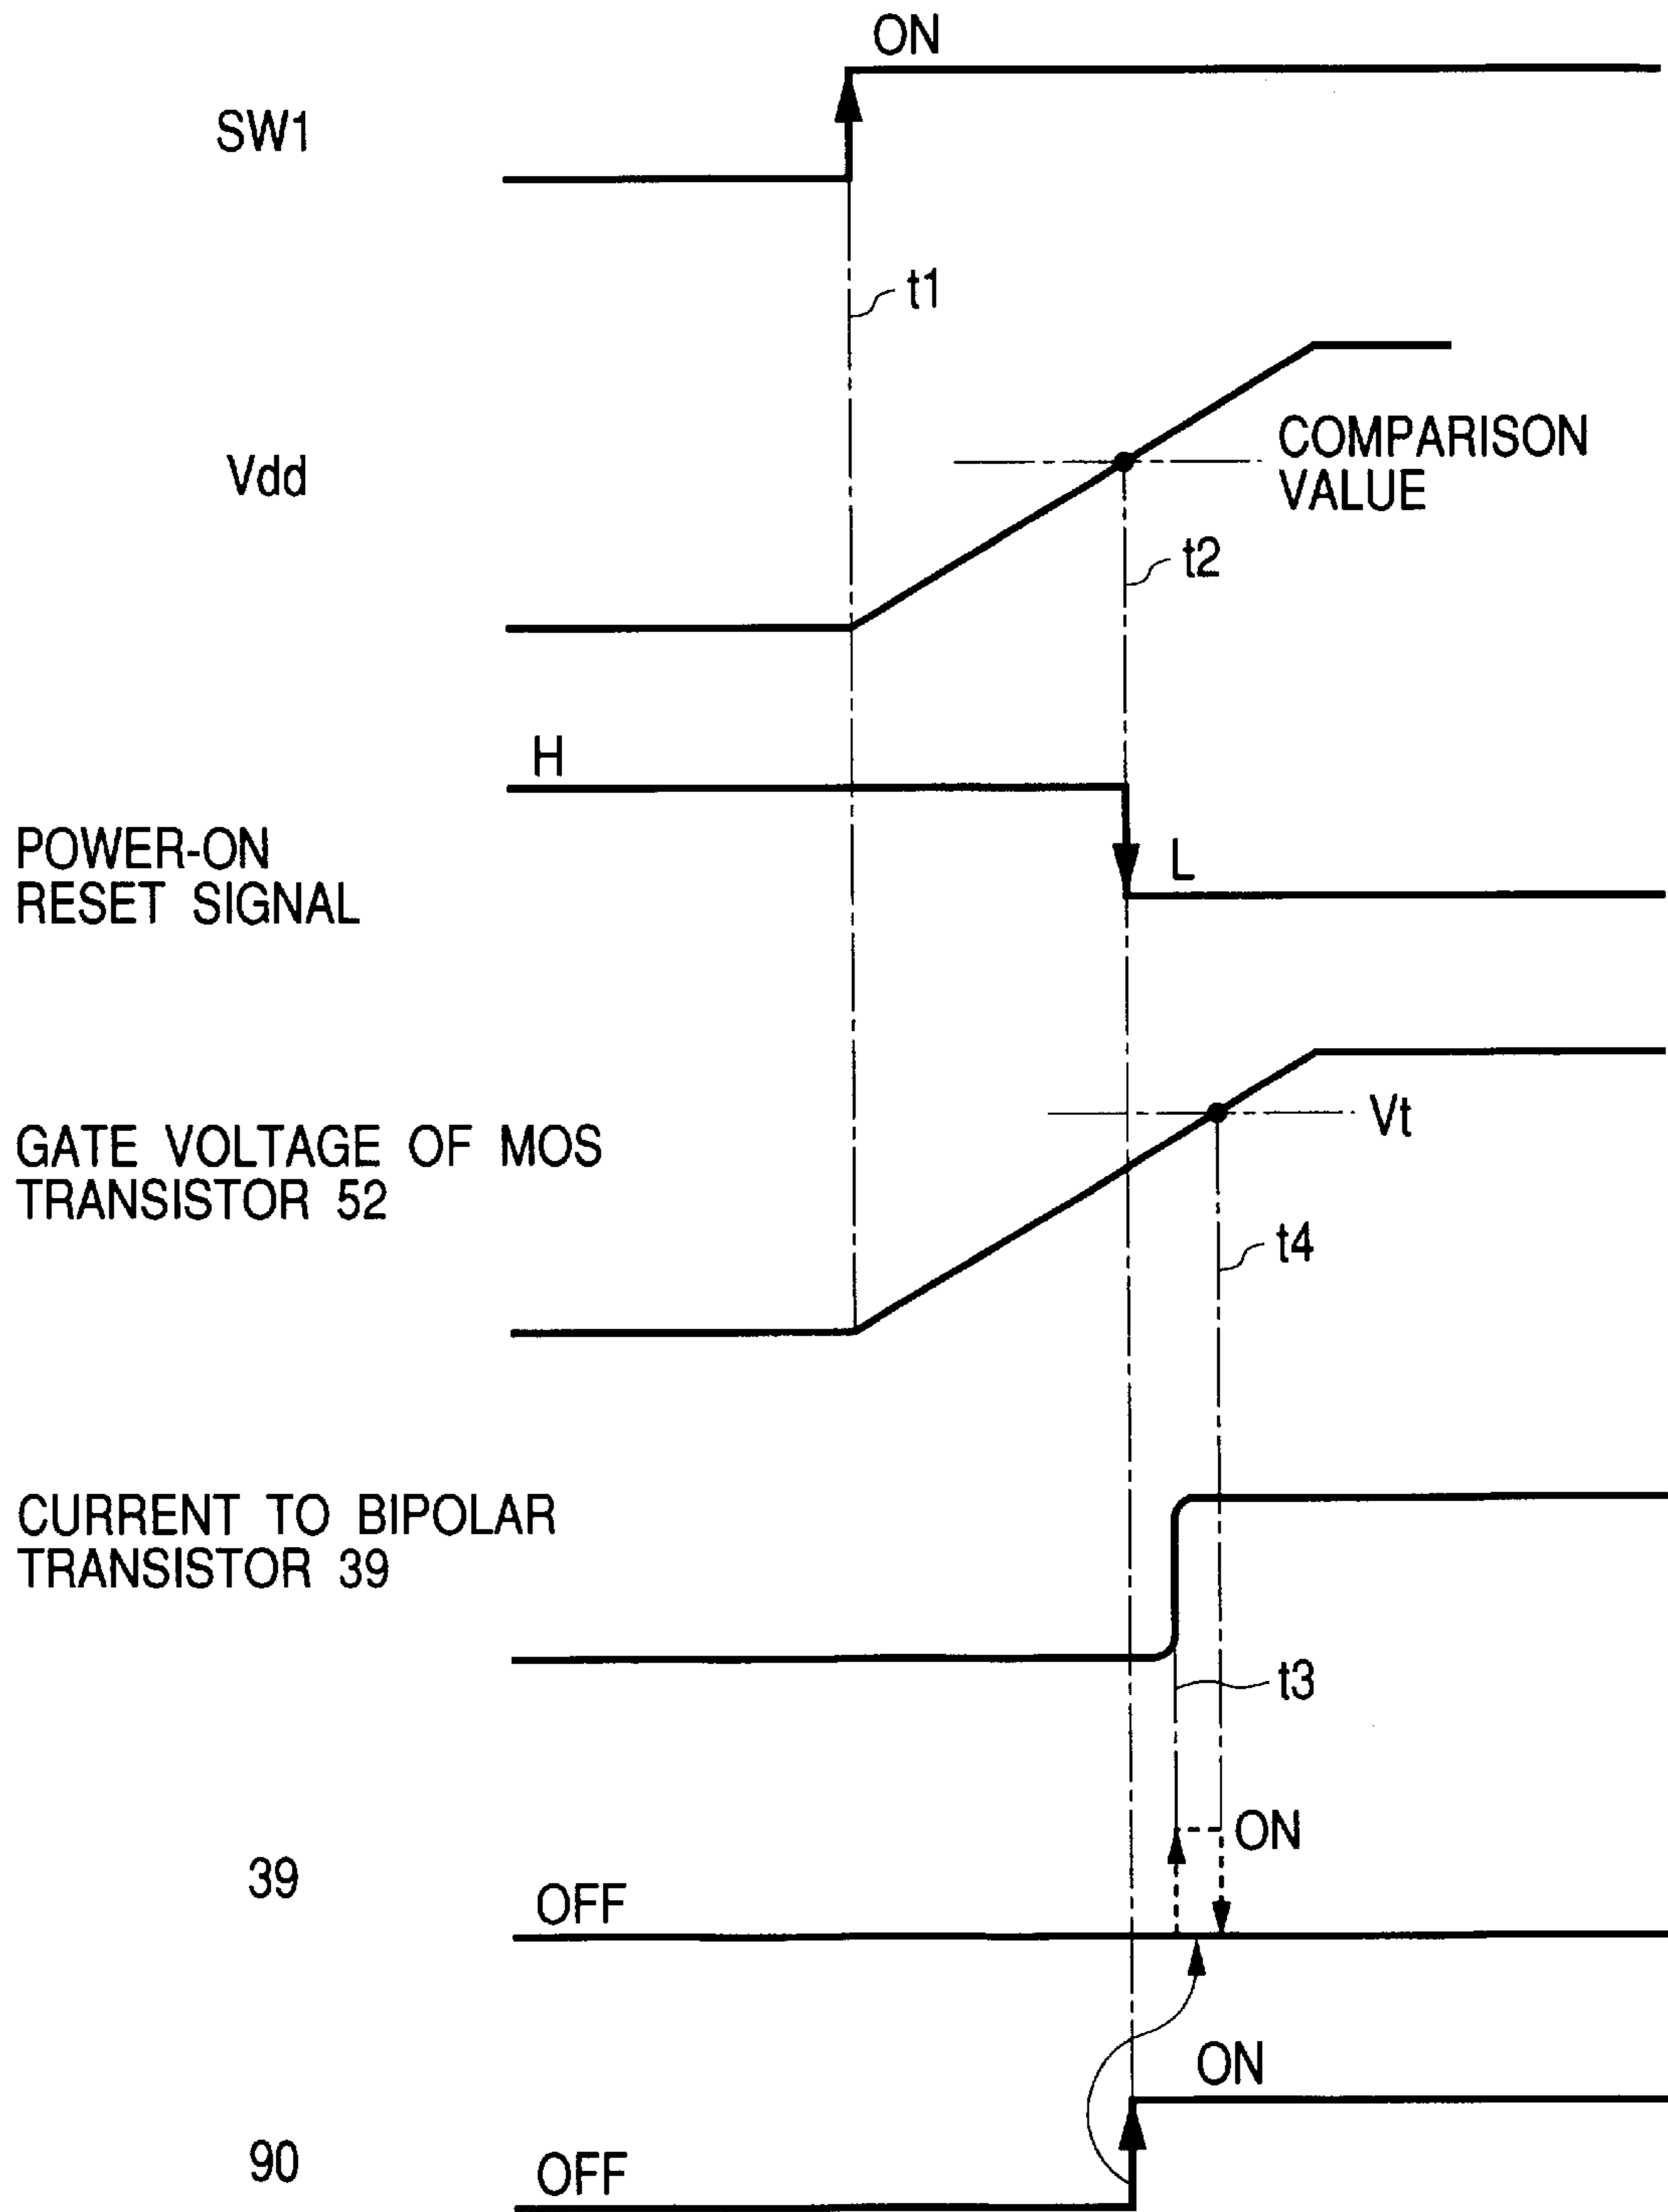 ON
SW1
t1
Vdd
COMPARISON
VALUE
t2
H
POWER-ON
RESET SIGNAL
L
GATE VOLTAGE OF MOS
TRANSISTOR 52
Vt
t4
CURRENT TO BIPOLAR
TRANSISTOR 39
t3
ON
39
OFF
ON
90
OFF